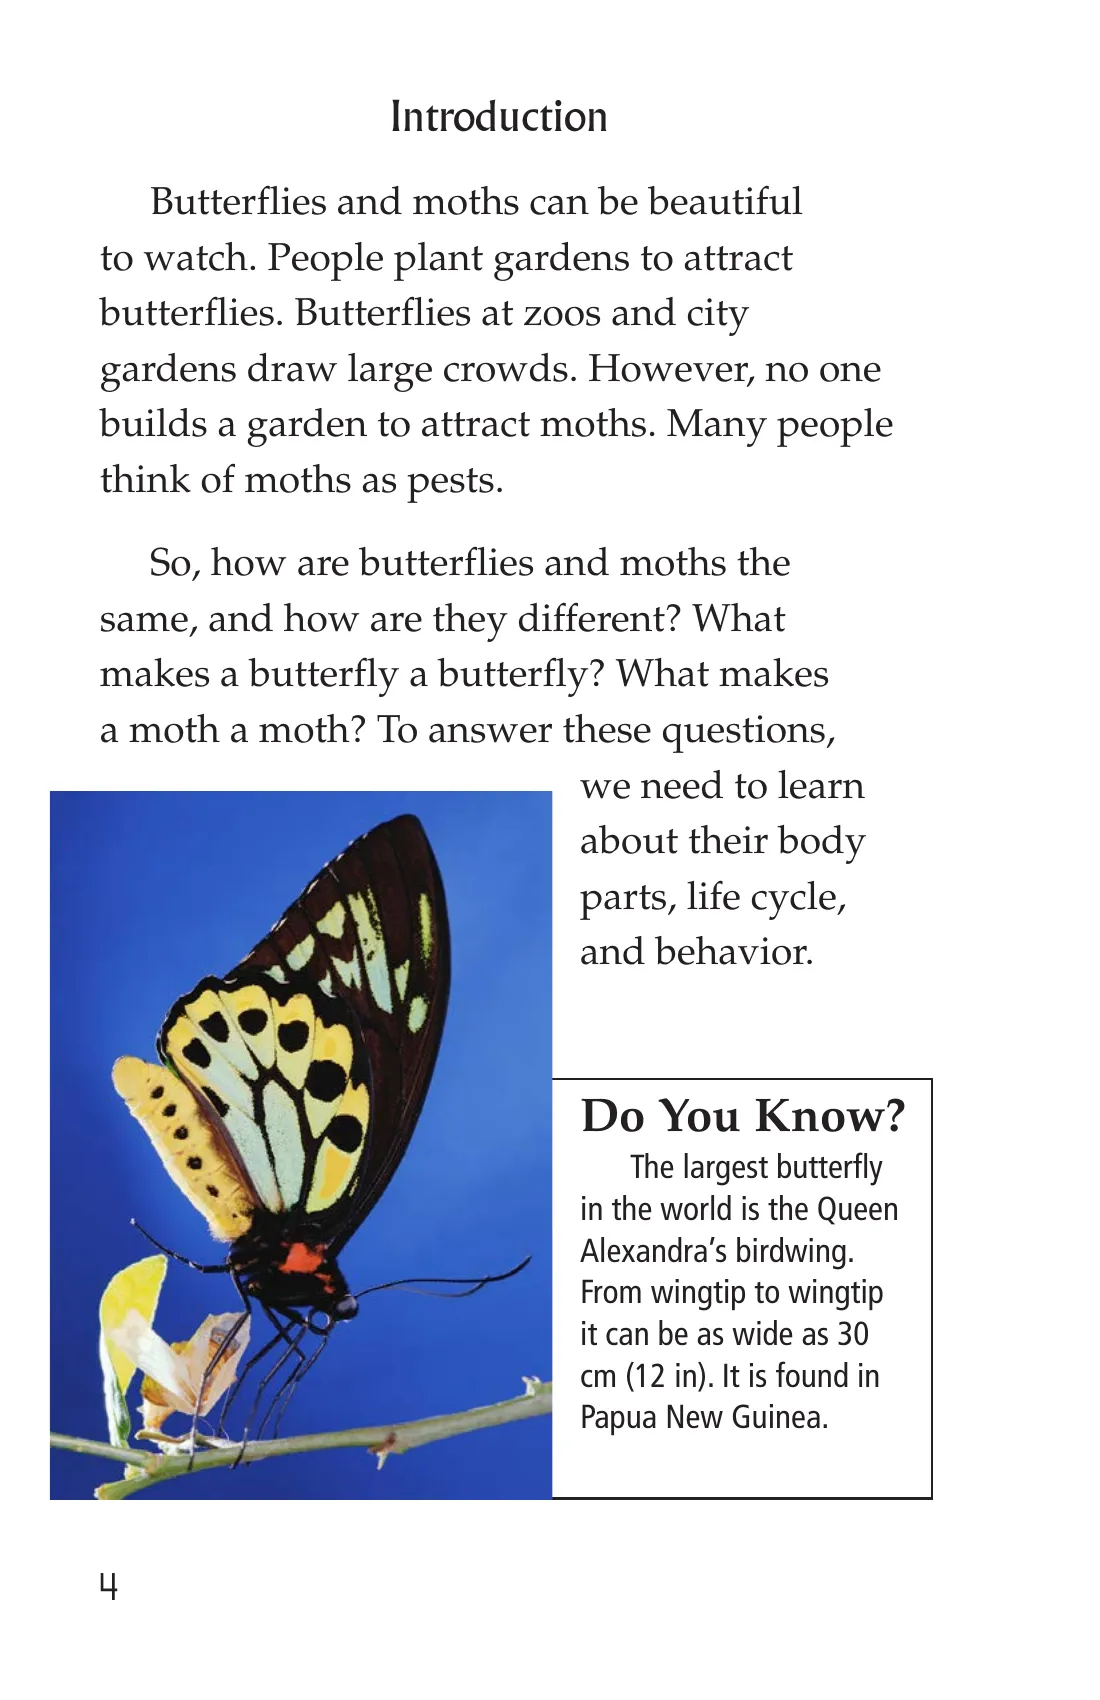 Introduction
Butterflies and moths can be beautiful
to watch. People plant gardens to attract
butterflies. Butterflies at zoos and city
gardens draw large crowds. However, no one
builds a garden to attract moths. Many people
think of moths as pests.
So, how are butterflies and moths the
same, and how are they different? What
makes a butterfly a butterfly? What makes
a moth a moth? To answer these questions,
we need to learn
about their body
parts, life cycle,
and behavior.
Do You Know?
The largest butterfly
in the world is the Queen
Alexandra’s birdwing.
From wingtip to wingtip
it can be as wide as 30
cm (12 in). It is found in
Papua New Guinea.
4